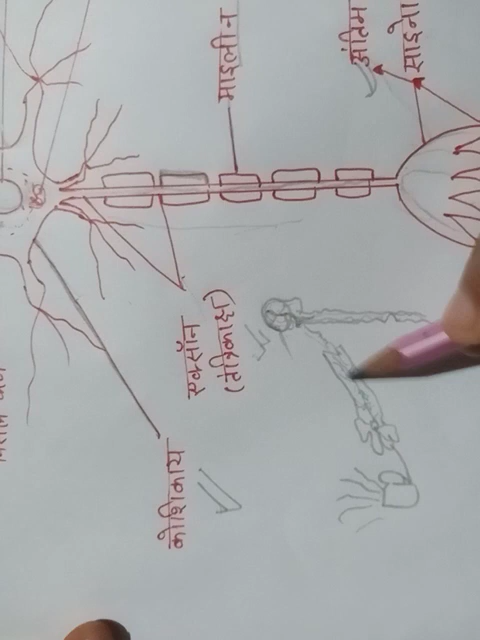 माइलीन
अंतिम
साइनो
एक्सॉन
(तंत्रिकाक्ष)
कोशिकाय